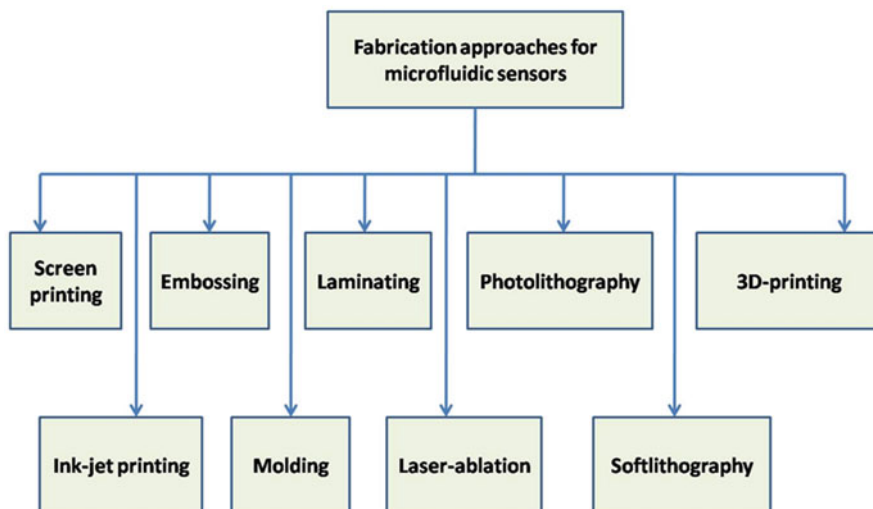 Fabrication approaches for
microfluidic sensors
Screen
printing
Embossing
Laminating
Photolithography
3D-printing
Ink-jet printing
Molding
Laser-ablation
Softlithography